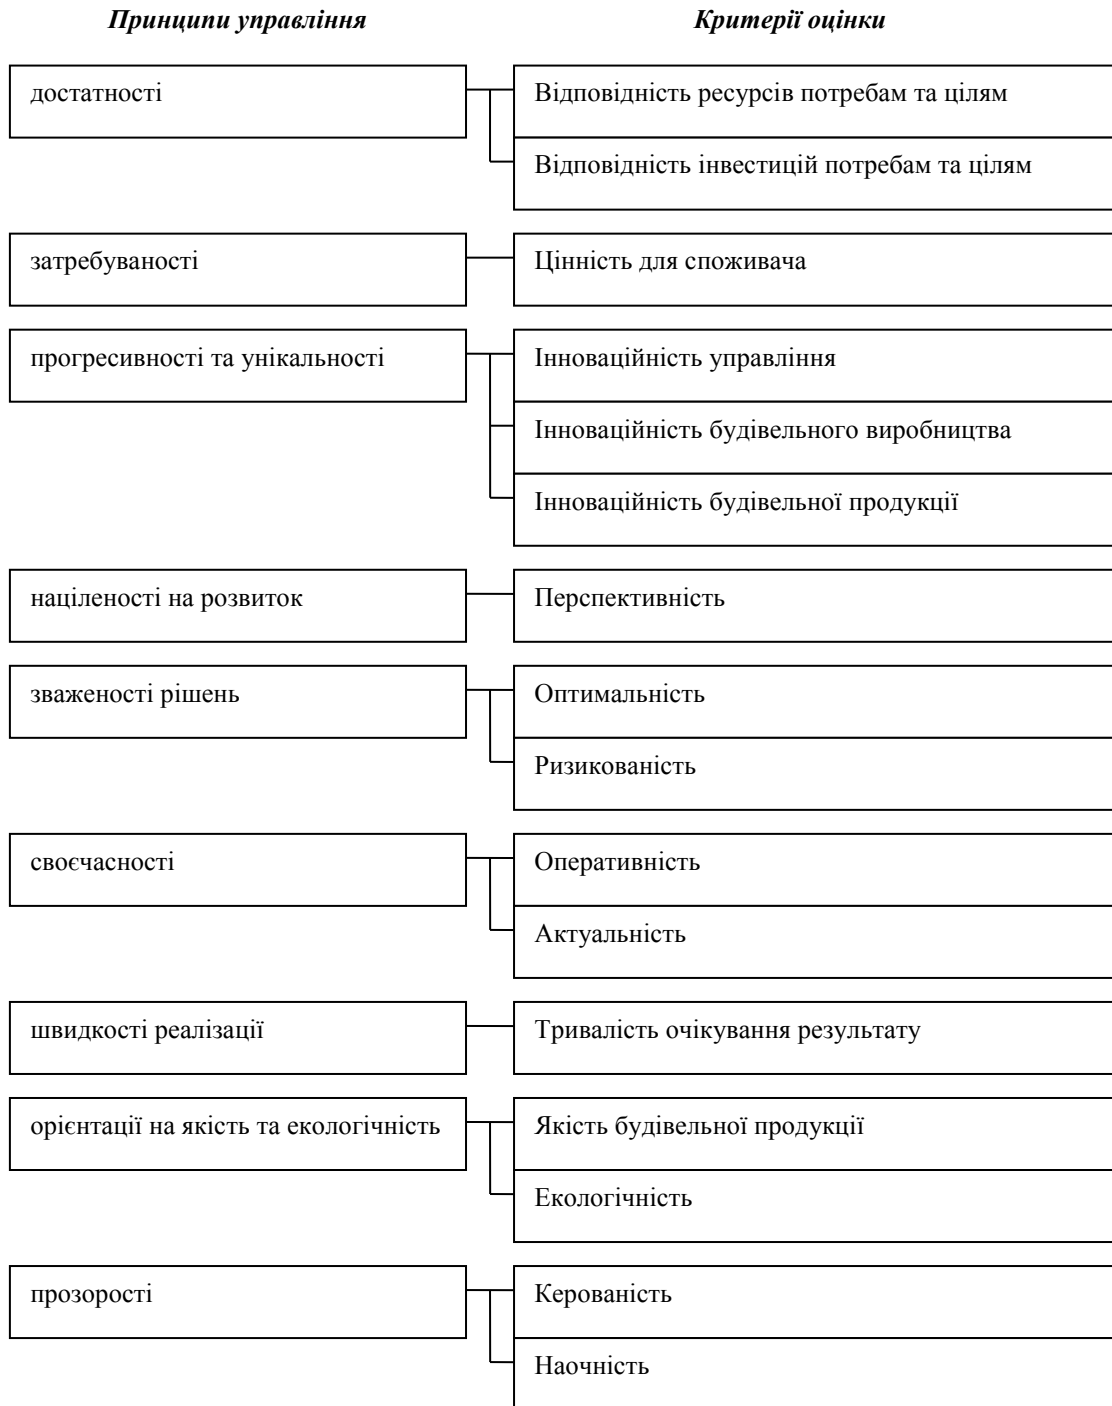 Принципи управління
Критерії оцінки
достатності
Відповідність ресурсів потребам та цілям
Відповідність інвестицій потребам та цілям
затребуваності
Цінність для споживача
прогресивності та унікальності
Інноваційність управління
Інноваційність будівельного виробництва
Інноваційність будівельної продукції
націленості на розвиток
Перспективність
зваженості рішень
Оптимальність
Ризикованість
своєчасності
Оперативність
Актуальність
швидкості реалізації
Тривалість очікування результату
орієнтації на якість та екологічність
Якість будівельної продукції
Екологічність
прозорості
Керованість
Наочність